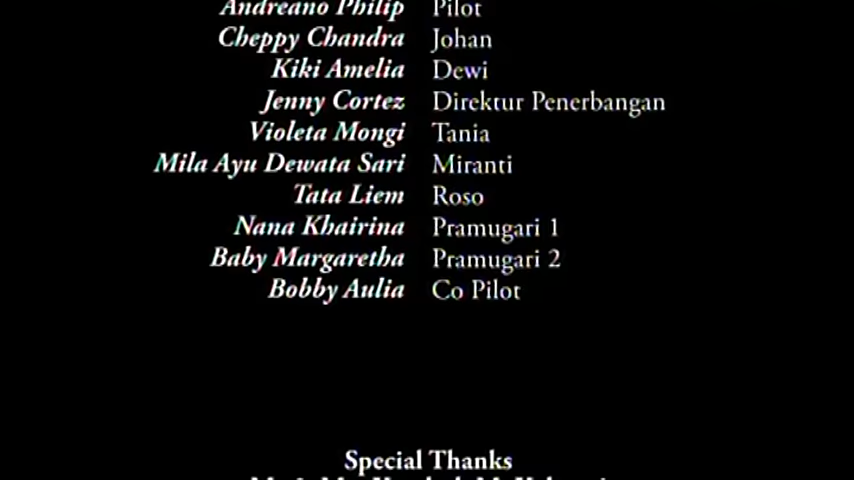 Andreano Philip Pilot
Cheppy Chandra Johan
Kiki Amelia Dewi
Jenny Cortez Direktur Penerbangan
Violeta Mongi Tania
Mila Ayu Dewata Sari Miranti
Tata Liem Roso
Nana Khairina Pramugari 1
Baby Margaretha Pramugari 2
Bobby Aulia Co Pilot
Special Thanks